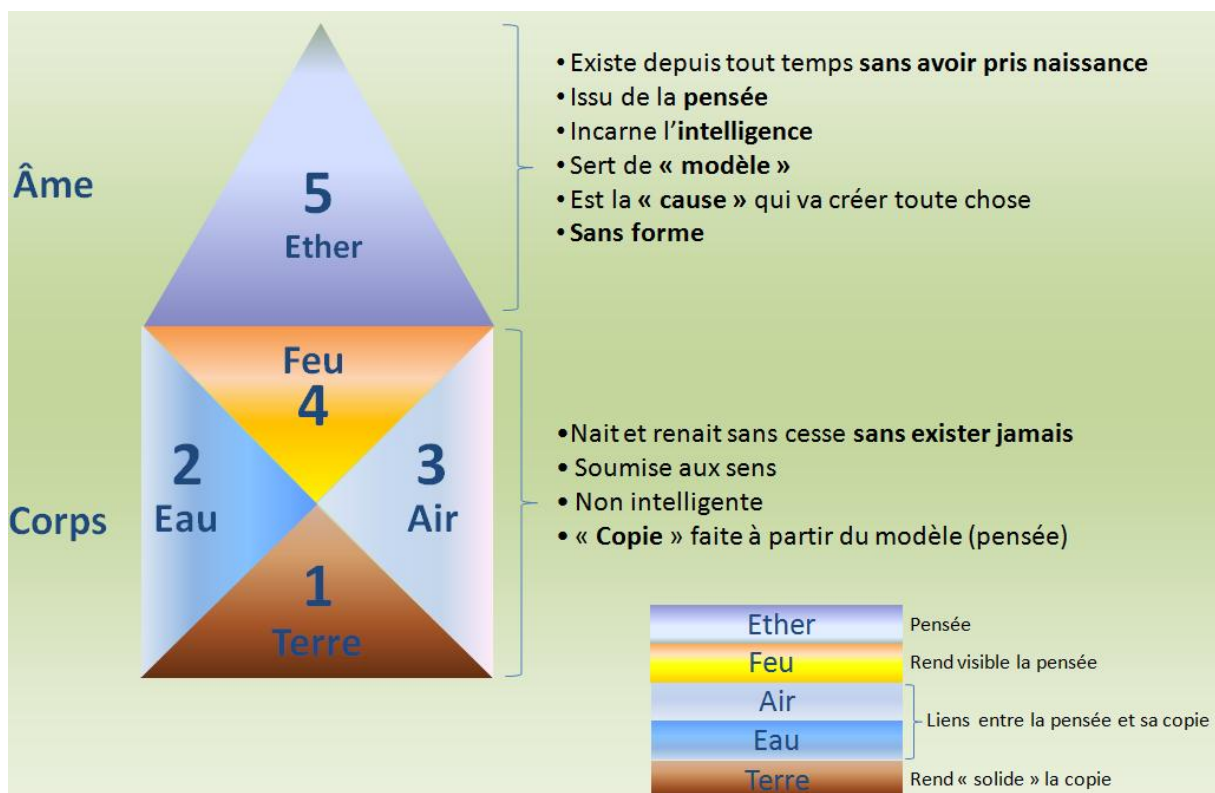 Âme
5
Ether
• Existe depuis tout temps sans avoir pris naissance
• Issu de la pensée
• Incarne l’intelligence
• Sert de « modèle »
• Est la « cause » qui va créer toute chose
• Sans forme
Corps
Feu
4
2
Eau
3
Air
1
Terre
• Nait et renait sans cesse sans exister jamais
• Soumise aux sens
• Non intelligente
• « Copie » faite à partir du modèle (pensée)
Ether Pensée
Feu Rend visible la pensée
Air
Liens entre la pensée et sa copie
Eau
Terre Rend « solide » la copie